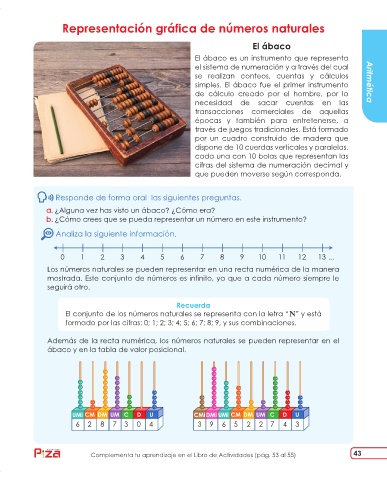 Representación gráfica de números naturales
El ábaco
El ábaco es un instrumento que representa
el sistema de numeración y a través del cual
se realizan conteos, cuentas y cálculos
simples. El ábaco fue el primer instrumento
de cálculo creado por el hombre, por la
necesidad de sacar cuentas en las
transacciones comerciales de aquellas
épocas y también para entretenerse, a
través de juegos tradicionales. Está formado
por un cuadro construido de madera que
dispone de 10 cuerdas verticales y paralelas,
cada una con 10 bolas que representan las
cifras del sistema de numeración decimal y
que pueden moverse según corresponda.
Aritmética
Responde de forma oral las siguientes preguntas.
a. ¿Alguna vez has visto un ábaco? ¿Cómo era?
b. ¿Cómo crees que se pueda representar un número en este instrumento?
Analiza la siguiente información.
0 1 2 3 4 5 6 7 8 9 10 11 12 13 ...
Los números naturales se pueden representar en una recta numérica de la manera
mostrada. Este conjunto de números es infinito, ya que a cada número siempre le
seguirá otro.
Recuerda
El conjunto de los números naturales se representa con la letra "N" y está
formado por las cifras: 0; 1; 2; 3; 4; 5; 6; 7; 8; 9, y sus combinaciones.
Además de la recta numérica, los números naturales se pueden representar en el
ábaco y en la tabla de valor posicional.
UMi CM DM UM C D U
6 2 8 7 3 0 4
CMi DMi UMi CM DM UM C D U
3 9 6 5 2 2 7 4 3
Pza
Complementa tu aprendizaje en el Libro de Actividades (pág. 53 al 55)
43